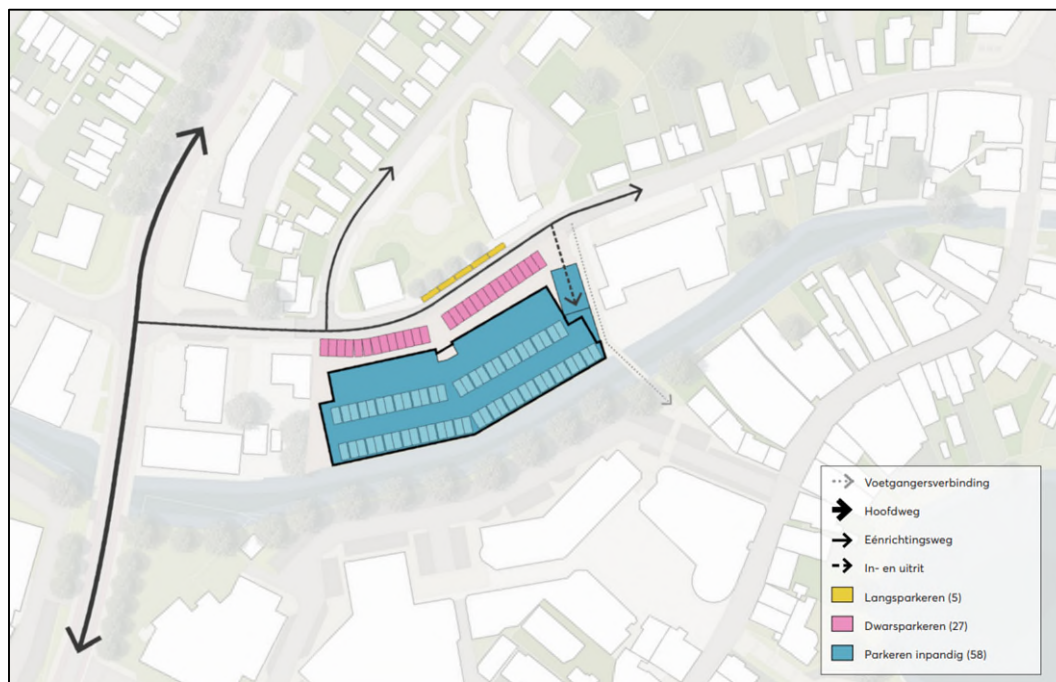 Voetgangersverbinding
Hoofdweg
Eénrichtingsweg
In- en uitrit
Langsparkeren (5)
Dwarsparkeren (27)
Parkeren inpandig (58)